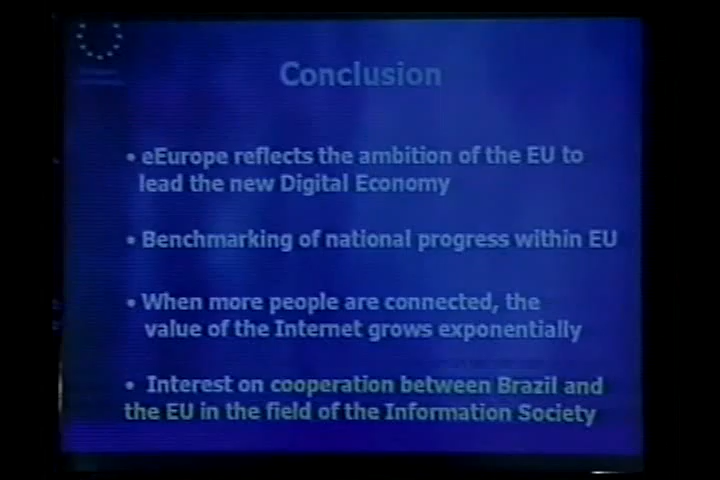 Conclusion
• eEurope reflects the ambition of the EU to
lead the new Digital Economy
• Benchmarking of national progress within EU
• When more people are connected, the
value of the Internet grows exponentially
• Interest on cooperation between Brazil and
the EU in the field of the Information Society